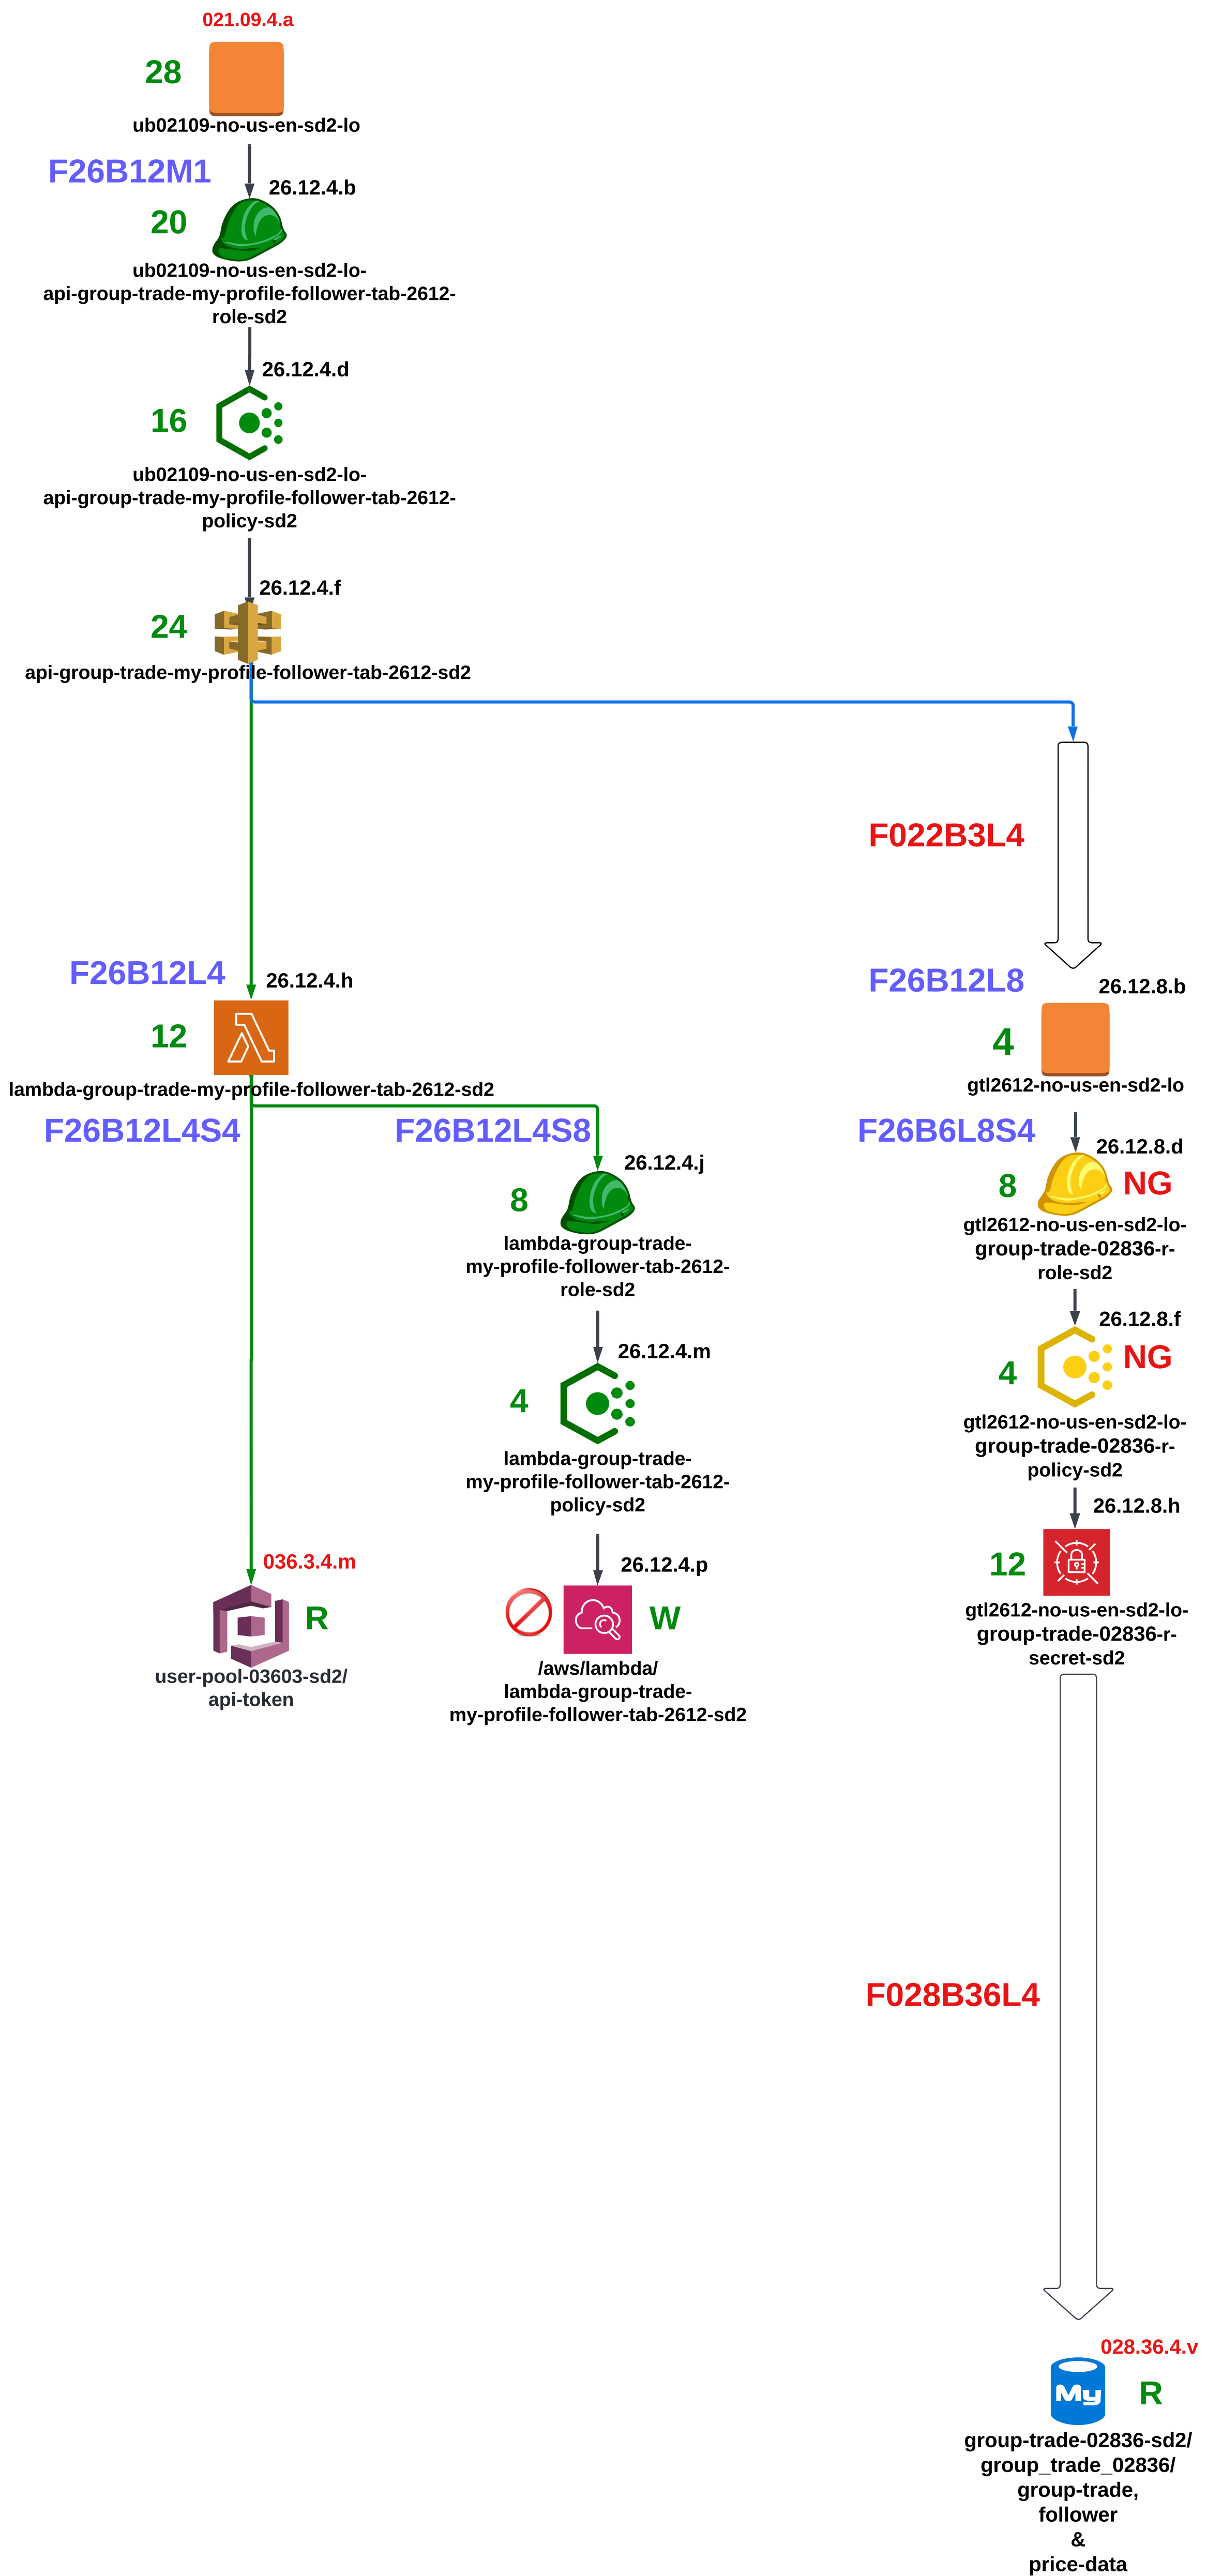 021.09.4.a
28
ub02109-no-us-en-sd2-lo
F26B12M1
26.12.4.b
20
ub02109-no-us-en-sd2-lo-
api-group-trade-my-profile-follower-tab-2612-
role-sd2
26.12.4.d
16
ub02109-no-us-en-sd2-lo-
api-group-trade-my-profile-follower-tab-2612-
policy-sd2
26.12.4.f
24
api-group-trade-my-profile-follower-tab-2612-sd2
F022B3L4
F26B12L4
26.12.4.h
12
lambda-group-trade-my-profile-follower-tab-2612-sd2
F26B12L8
26.12.8.b
4
gtl2612-no-us-en-sd2-lo
F26B12L4S4
F26B12L4S8
26.12.4.j
8
lambda-group-trade-
my-profile-follower-tab-2612-
role-sd2
26.12.4.m
4
lambda-group-trade-
my-profile-follower-tab-2612-
policy-sd2
26.12.4.p
W
/aws/lambda/
lambda-group-trade-
my-profile-follower-tab-2612-sd2
036.3.4.m
R
user-pool-03603-sd2/
api-token
F26B6L8S4
26.12.8.d
8
NG
gtl2612-no-us-en-sd2-lo-
group-trade-02836-r-
role-sd2
26.12.8.f
4
NG
gtl2612-no-us-en-sd2-lo-
group-trade-02836-r-
policy-sd2
26.12.8.h
12
gtl2612-no-us-en-sd2-lo-
group-trade-02836-r-
secret-sd2
F028B36L4
028.36.4.v
My
R
group-trade-02836-sd2/
group_trade_02836/
group-trade,
follower
&
price-data